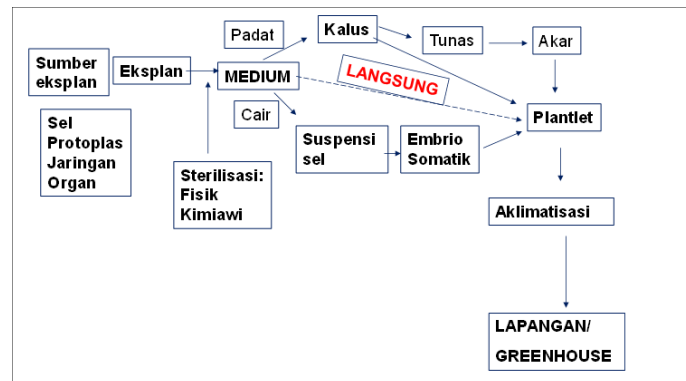 Sumber
eksplan
Eksplan
Sel
Protoplas
Jaringan
Organ
Sterilisasi:
Fisik
Kimiawi
MEDIUM
Padat
Cair
Kalus
Tunas
Akar
LANGSUNG
Suspensi
sel
Embrio
Somatik
Plantlet
Aklimatisasi
LAPANGAN/
GREENHOUSE